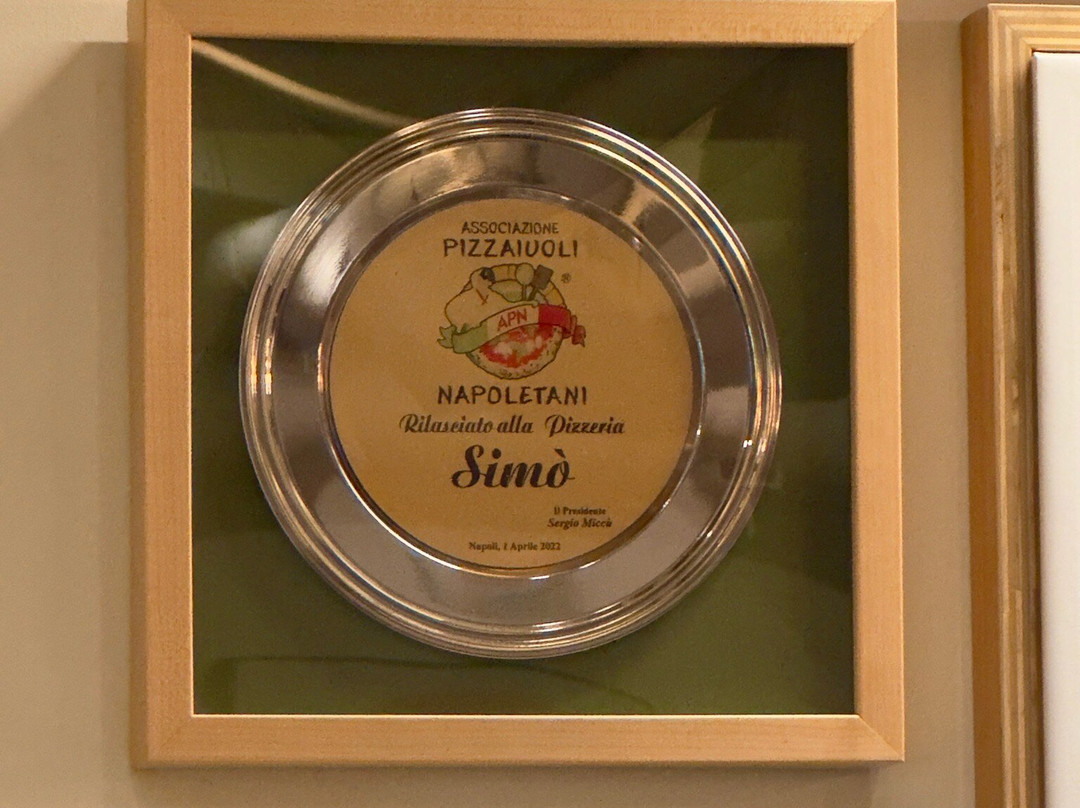 ASSOCIAZIONE
PIZZAIUOLI
®
APN
NAPOLETANI
Rilasciato alla Pizzeria
Simò
Il Presidente
Sergio Miccù
Napoli, 1 Aprile 2022